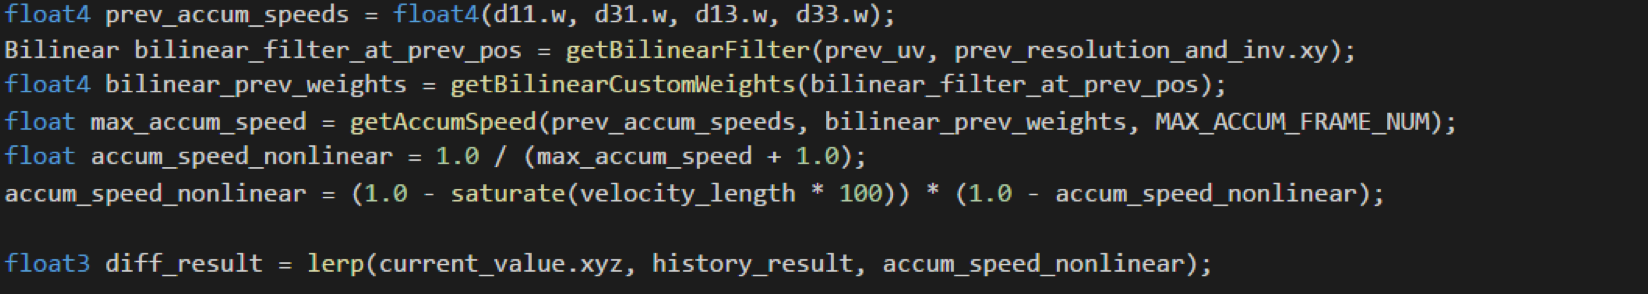 float4 prev_accum_speeds = float4(d11.w, d31.w, d13.w, d33.w);
Bilinear bilinear_filter_at_prev_pos = getBilinearFilter(prev_uv, prev_resolution_and_inv.xy);
float4 bilinear_prev_weights = getBilinearCustomWeights(bilinear_filter_at_prev_pos);
float max_accum_speed = getAccumSpeed(prev_accum_speeds, bilinear_prev_weights, MAX_ACCUM_FRAME_NUM);
float accum_speed_nonlinear = 1.0 / (max_accum_speed + 1.0);
accum_speed_nonlinear = (1.0 - saturate(velocity_length * 100)) * (1.0 - accum_speed_nonlinear);
float3 diff_result = lerp(current_value.xyz, history_result, accum_speed_nonlinear);